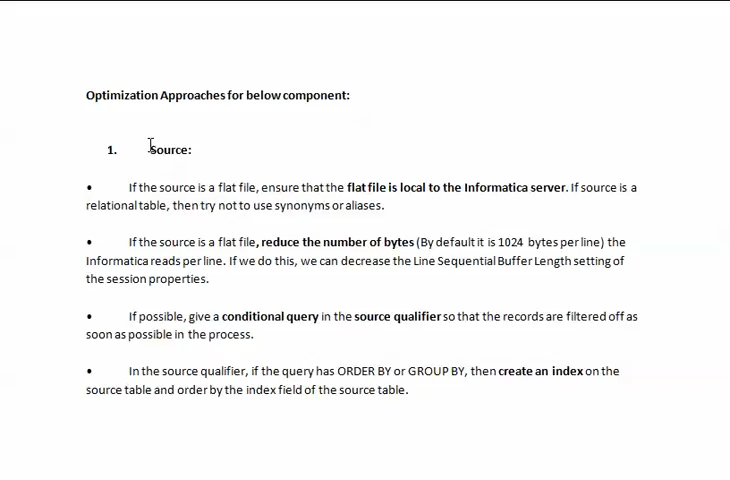 Optimization Approaches for below component:
1. Source:
• If the source is a flat file, ensure that the flat file is local to the Informatica server. If source is a
relational table, then try not to use synonyms or aliases.
• If the source is a flat file, reduce the number of bytes (By default it is 1024 bytes per line) the
Informatica reads per line. If we do this, we can decrease the Line Sequential Buffer Length setting of
the session properties.
• If possible, give a conditional query in the source qualifier so that the records are filtered off as
soon as possible in the process.
• In the source qualifier, if the query has ORDER BY or GROUP BY, then create an index on the
source table and order by the index field of the source table.